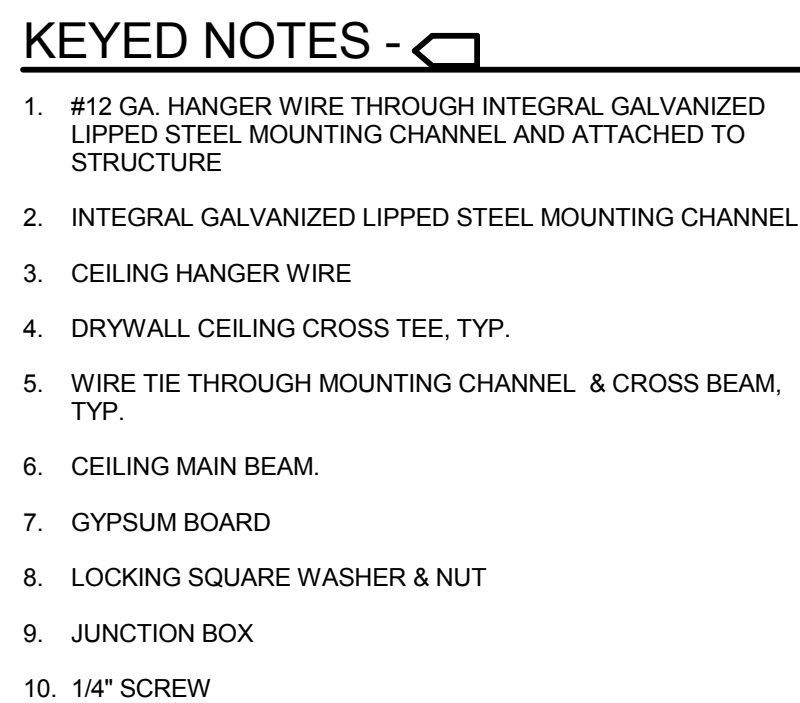 KEYED NOTES -
1. #12 GA. HANGER WIRE THROUGH INTEGRAL GALVANIZED
LIPPED STEEL MOUNTING CHANNEL AND ATTACHED TO
STRUCTURE
2. INTEGRAL GALVANIZED LIPPED STEEL MOUNTING CHANNEL
3. CEILING HANGER WIRE
4. DRYWALL CEILING CROSS TEE, TYP.
5. WIRE TIE THROUGH MOUNTING CHANNEL & CROSS BEAM,
TYP.
6. CEILING MAIN BEAM.
7. GYPSUM BOARD
8. LOCKING SQUARE WASHER & NUT
9. JUNCTION BOX
10. 1/4" SCREW